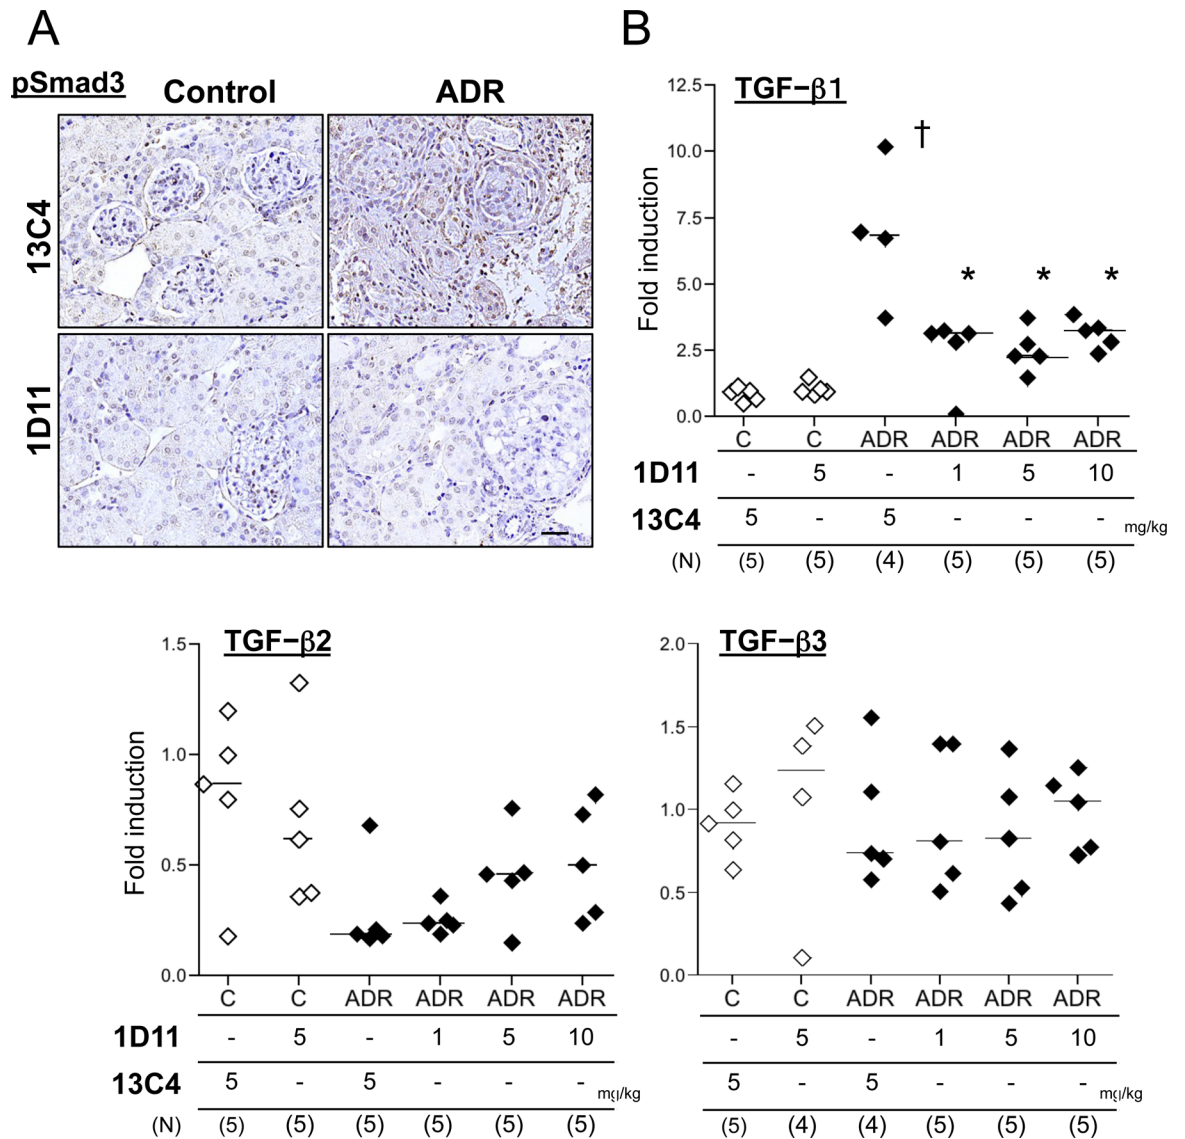 A
pSmad3
Control ADR
13C4
1D11
B
TGF−β1
Fold induction
12.5
10.0
7.5
5.0
2.5
0.0
†
* * *
C C ADR ADR ADR ADR
1D11 - 5 - 1 5 10
13C4 5 - 5 - - - mg/kg
(N) (5) (5) (4) (5) (5) (5)
TGF−β2
Fold induction
1.5
1.0
0.5
0.0
C C ADR ADR ADR ADR
1D11 - 5 - 1 5 10
13C4 5 - 5 - - - mg/kg
(N) (5) (5) (5) (5) (5) (5)
TGF−β3
2.0
1.5
1.0
0.5
0.0
C C ADR ADR ADR ADR
- 5 - 1 5 10
5 - 5 - - - mg/kg
(5) (4) (4) (5) (5) (5)